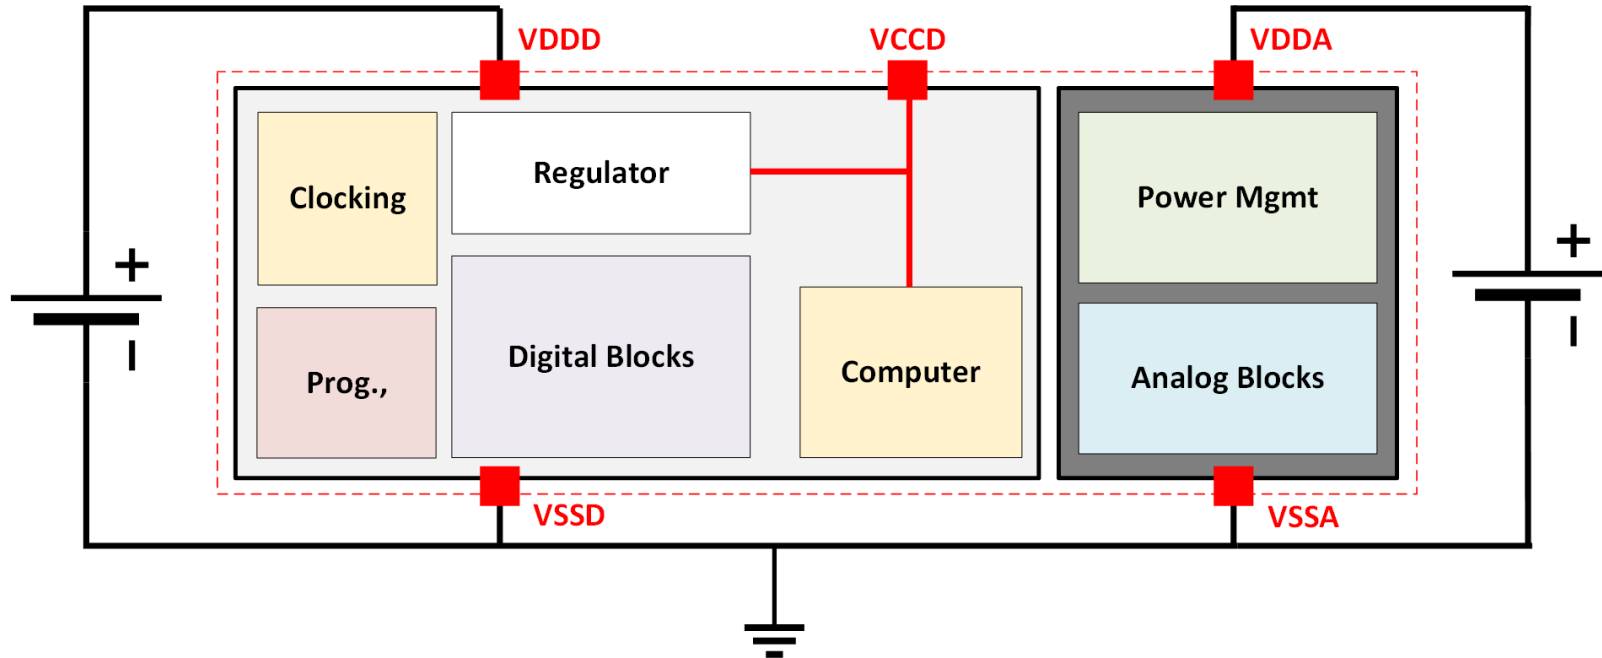 VDDD
VCCD
VDDA
Clocking
Regulator
Power Mgmt
+
+
−
−
Prog.,
Digital Blocks
Computer
Analog Blocks
VSSD
VSSA